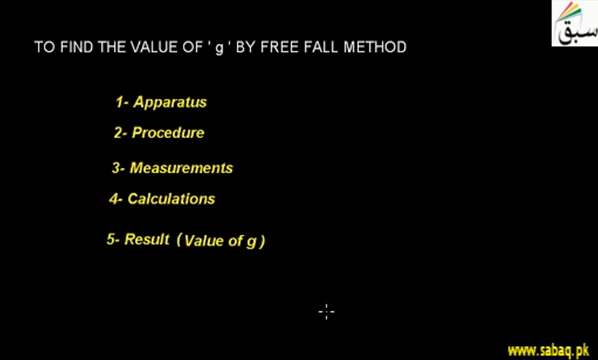 سبق
TO FIND THE VALUE OF ' g ' BY FREE FALL METHOD
1- Apparatus
2- Procedure
3- Measurements
4- Calculations
5- Result ( Value of g )
www.sabaq.pk